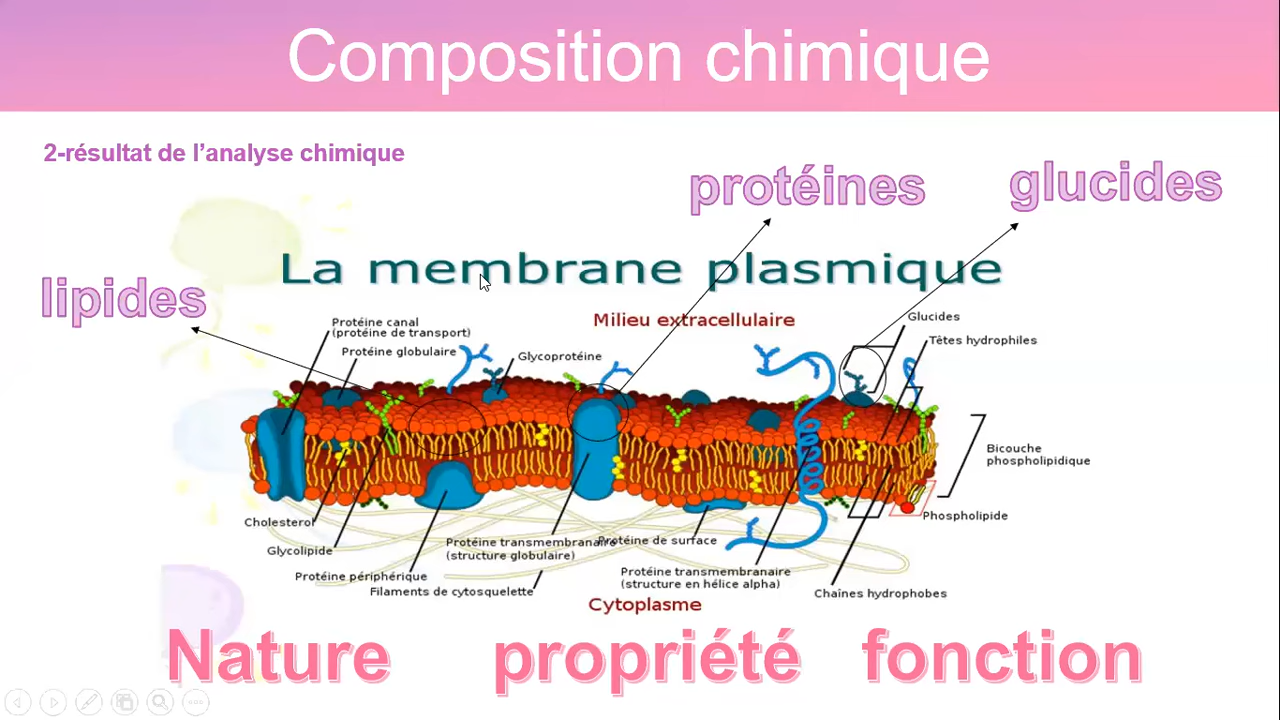 Composition chimique
2-résultat de l’analyse chimique
protéines
glucides
La membrane plasmique
lipides
Milieu extracellulaire
Protéine canal
(protéine de transport)
Protéine globulaire
Glycoprotéine
Glucides
Têtes hydrophiles
Bicouche
phospholipidique
Phospholipide
Cholesterol
Glycolipide
Protéine périphérique
Filaments de cytosquelette
Protéine transmembranaire
(structure globulaire)
Protéine de surface
Protéine transmembranaire
(structure en hélice alpha)
Chaînes hydrophobes
Cytoplasme
Nature propriété fonction